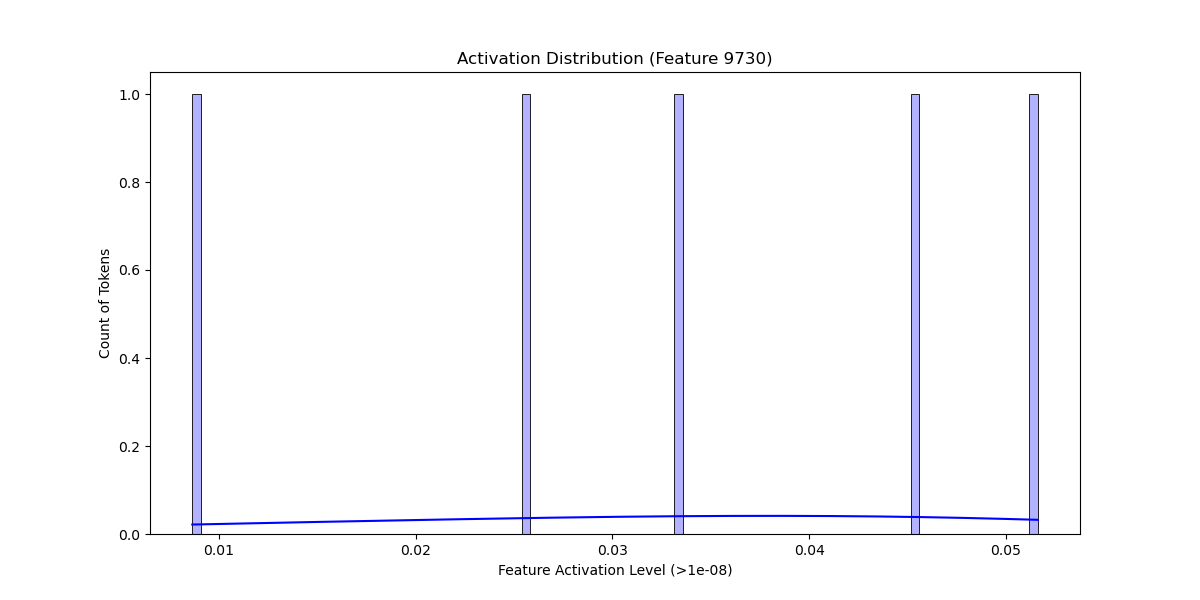 Activation Distribution (Feature 9730)
1.0
0.8
0.6
0.4
0.2
0.0
Count of Tokens
0.01 0.02 0.03 0.04 0.05
Feature Activation Level (>1e-08)